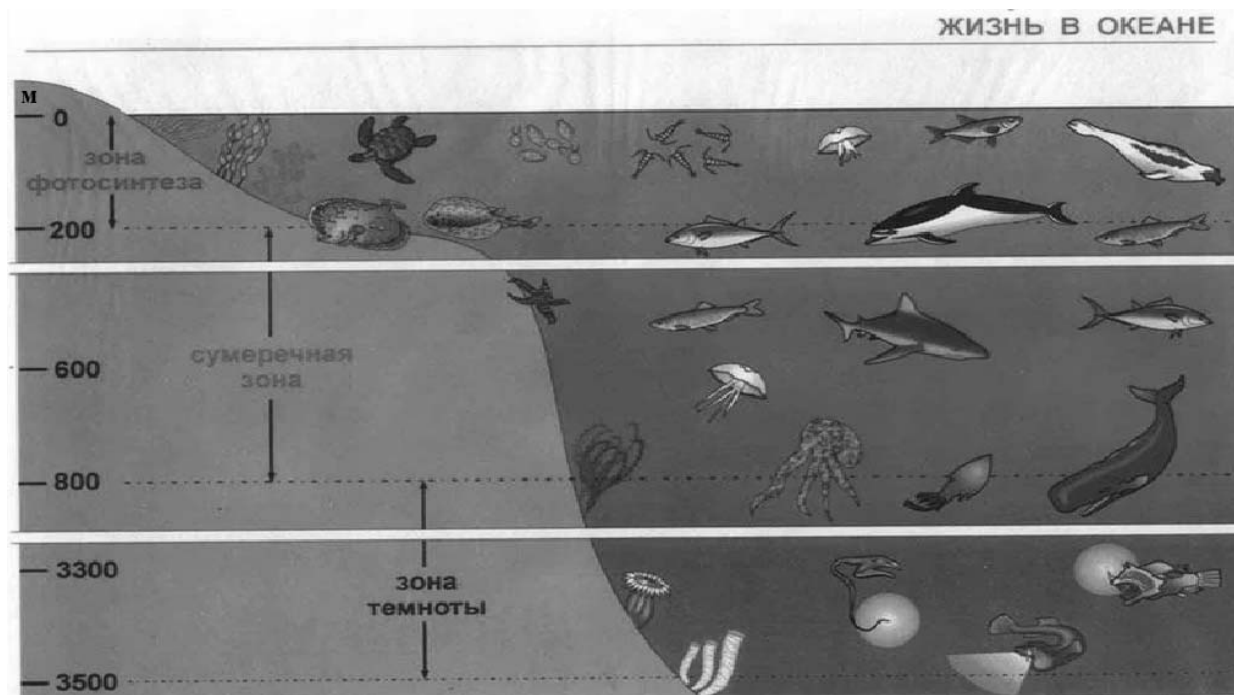 ЖИЗНЬ В ОКЕАНЕ
М
0
зона
фотосинтеза
200
сумеречная
зона
600
800
3300
зона
темноты
3500